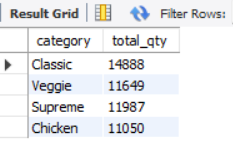 Result Grid Filter Rows:
category total_qty
Classic 14888
Veggie 11649
Supreme 11987
Chicken 11050